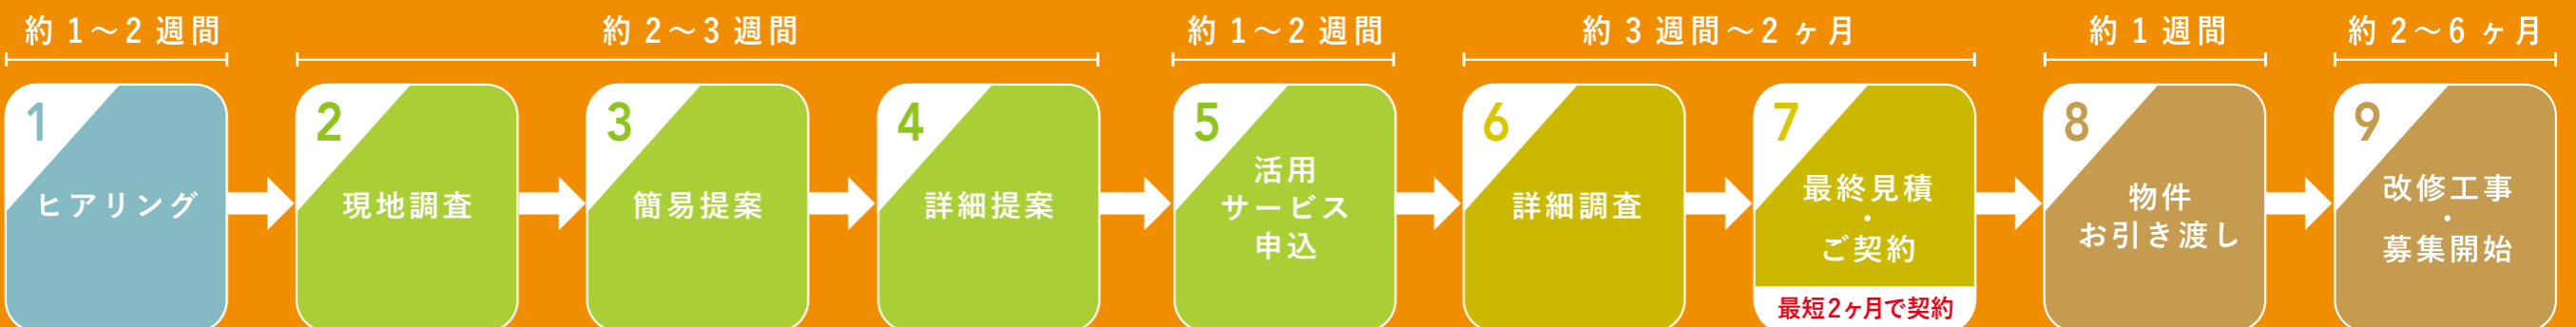 約1〜2週間
約2〜3週間
約1〜2週間
約3週間〜2ヶ月
約1週間
約2〜6ヶ月
1
ヒアリング
2
現地調査
3
簡易提案
4
詳細提案
5
活用
サービス
申込
6
詳細調査
7
最終見積
・
ご契約
最短2ヶ月で契約
8
物件
お引き渡し
9
改修工事
・
募集開始